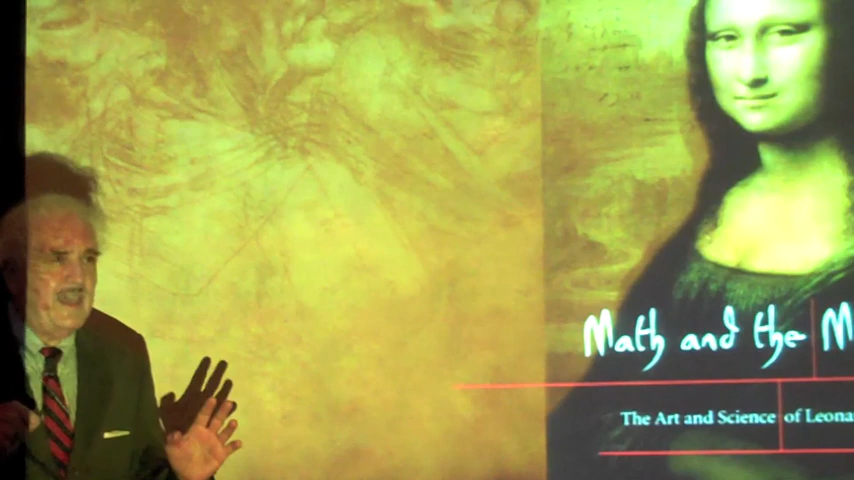 Math and the M
The Art and Science of Leona